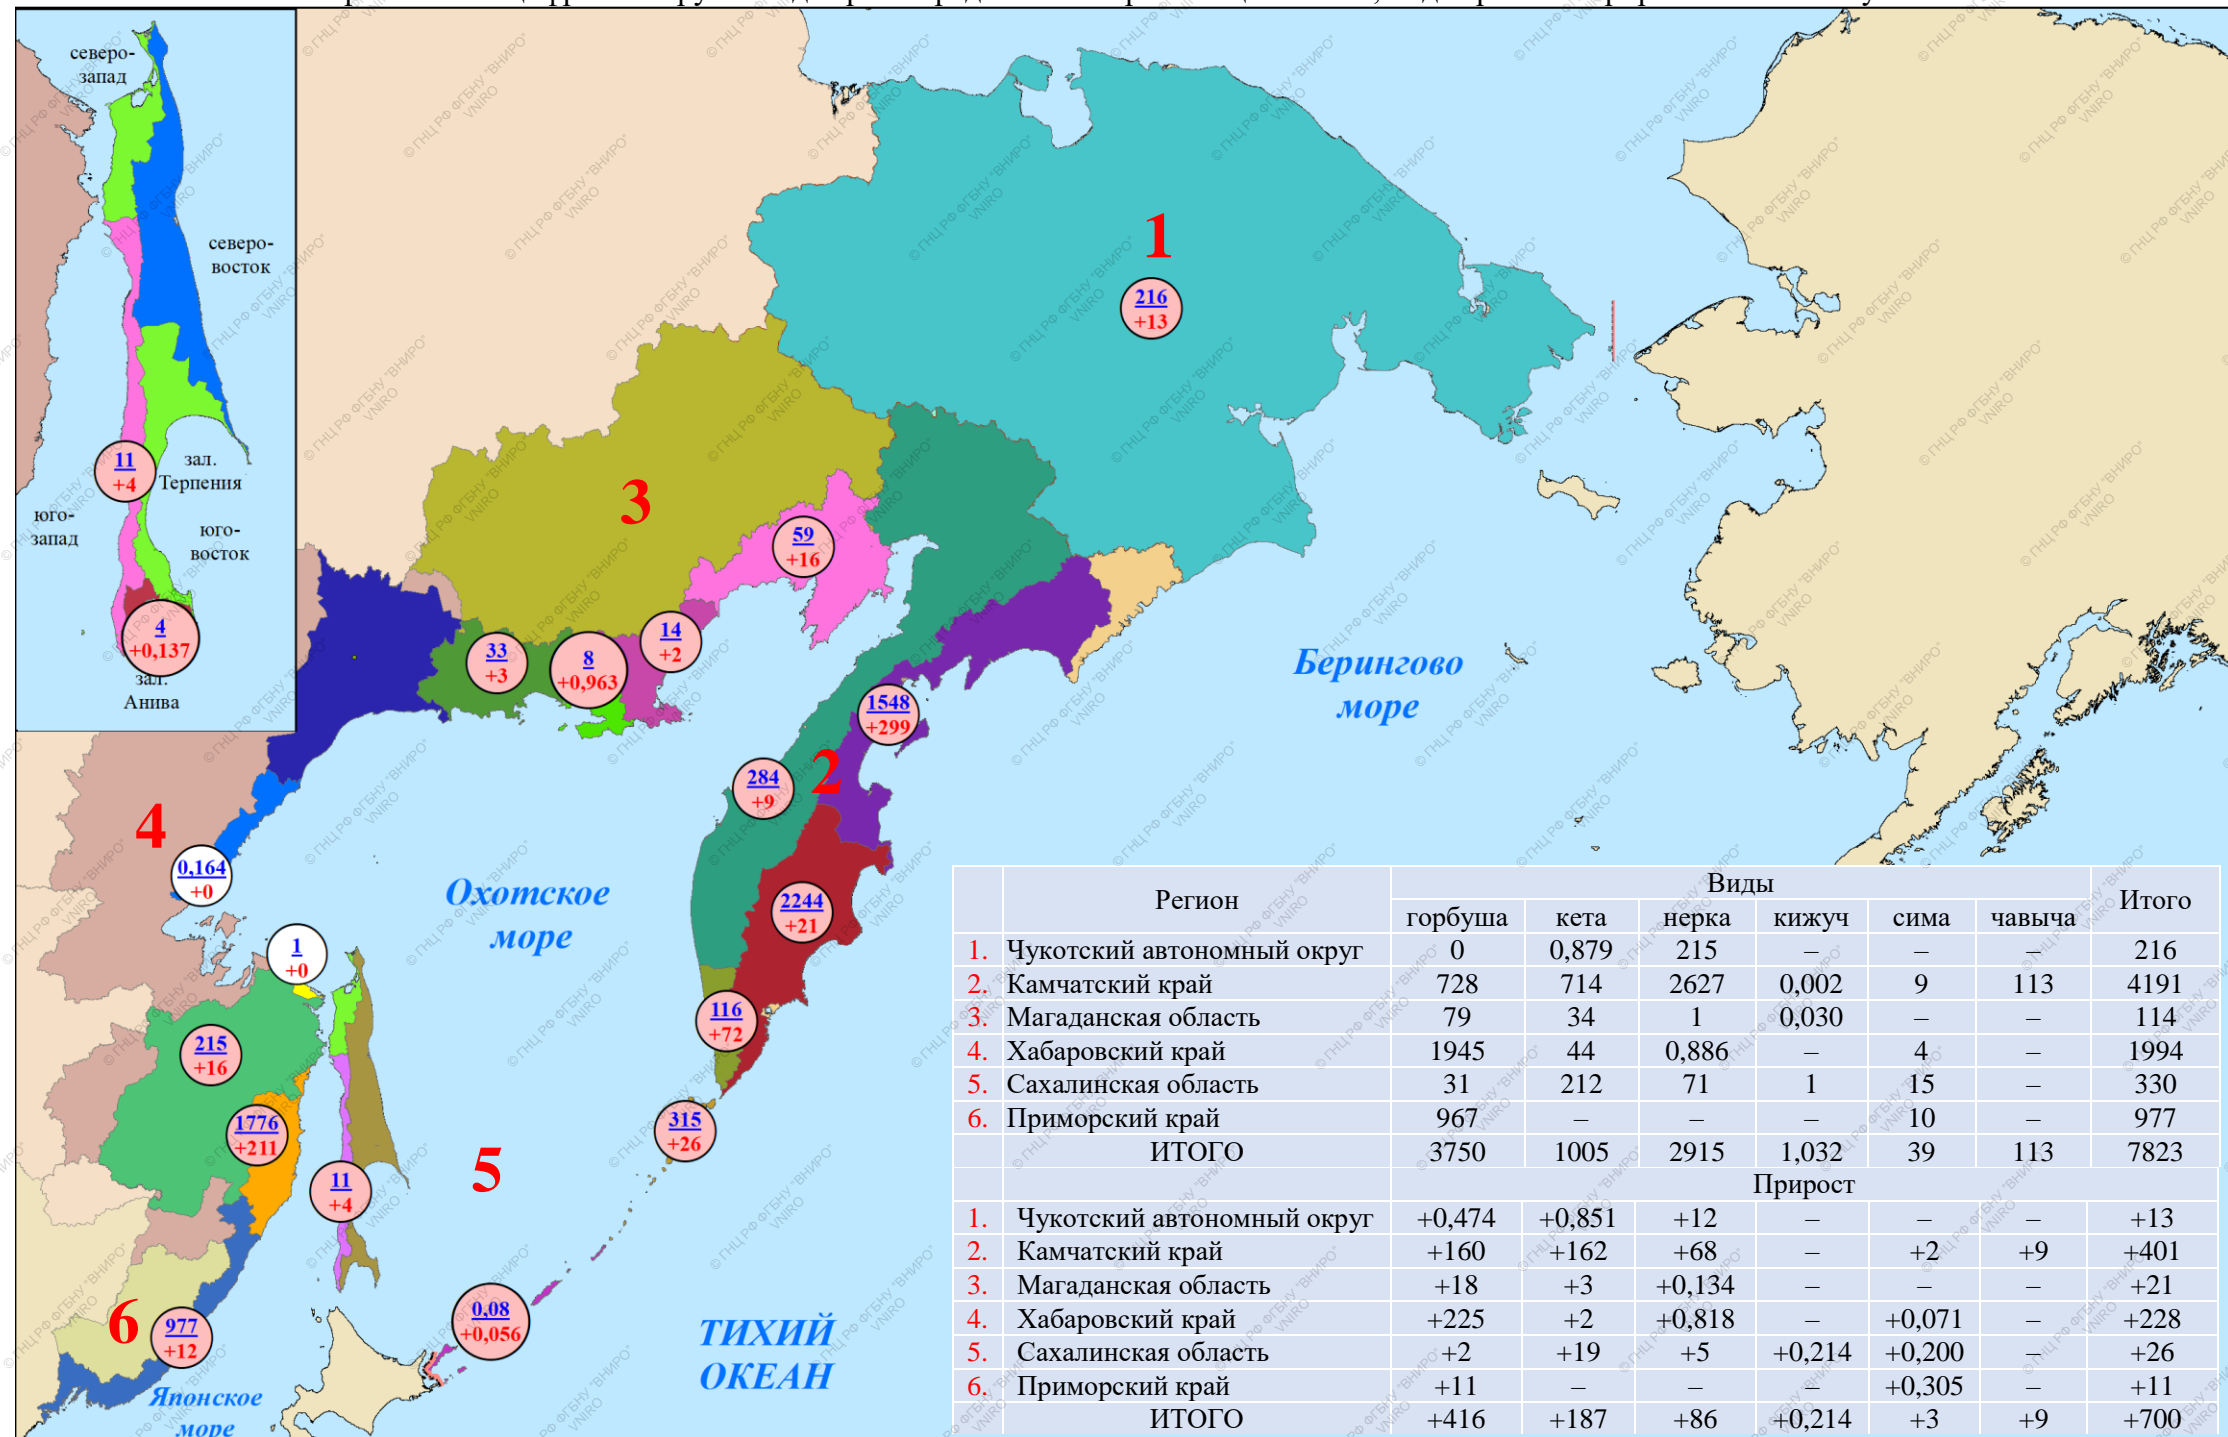 северо-
запад
северо-
восток
11
+4
зал.
Терпения
юго-
запад
юго-
восток
4
+0,137
зал.
Анива
1
216
+13
3
59
+16
14
+2
33
+3
8
+0,963
Берингово
море
1548
+299
284
+9
2
4
0,164
+0
Охотское
море
2244
+21
1
+0
116
+72
215
+16
1776
+211
315
+26
11
+4
5
0,08
+0,056
6
977
+12
ТИХИЙ
ОКЕАН
Японское
море
Регион Виды Итого
горбуша кета нерка кижуч сима чавыча
1. Чукотский автономный округ 0 0,879 215 – – – 216
2. Камчатский край 728 714 2627 0,002 9 113 4191
3. Магаданская область 79 34 1 0,030 – – 114
4. Хабаровский край 1945 44 0,886 – 4 – 1994
5. Сахалинская область 31 212 71 1 15 – 330
6. Приморский край 967 – – – 10 – 977
ИТОГО 3750 1005 2915 1,032 39 113 7823
Прирост
1. Чукотский автономный округ +0,474 +0,851 +12 – – – +13
2. Камчатский край +160 +162 +68 – +2 +9 +401
3. Магаданская область +18 +3 +0,134 – – – +21
4. Хабаровский край +225 +2 +0,818 – +0,071 – +228
5. Сахалинская область +2 +19 +5 +0,214 +0,200 – +26
6. Приморский край +11 – – – +0,305 – +11
ИТОГО +416 +187 +86 +0,214 +3 +9 +700
© ГНЦ РФ ФГБНУ "ВНИРО"
VNIRO